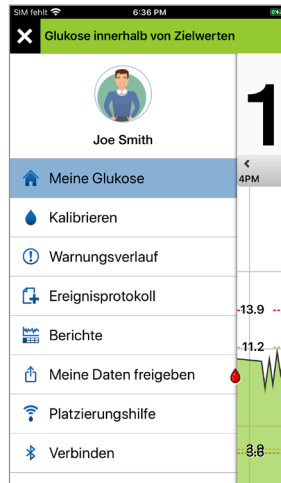 SIM fehlt 6:36 PM
Glukose innerhalb von Zielwerten
Joe Smith
1
Meine Glukose
4PM
Kalibrieren
Warnungsverlauf
Ereignisprotokoll
13.9
Berichte
11.2
Meine Daten freigeben
Platzierungshilfe
Verbinden